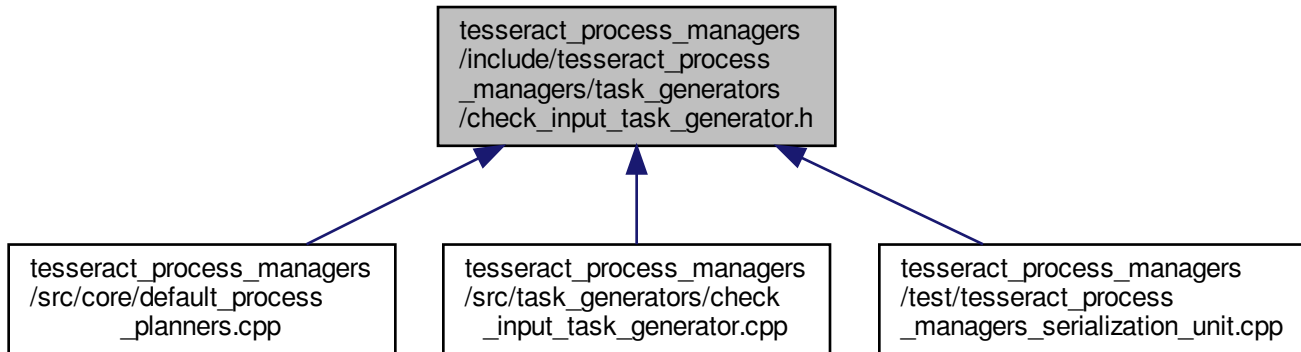 tesseract_process_managers
/include/tesseract_process
_managers/task_generators
/check_input_task_generator.h
tesseract_process_managers
/src/core/default_process
_planners.cpp
tesseract_process_managers
/src/task_generators/check
_input_task_generator.cpp
tesseract_process_managers
/test/tesseract_process
_managers_serialization_unit.cpp